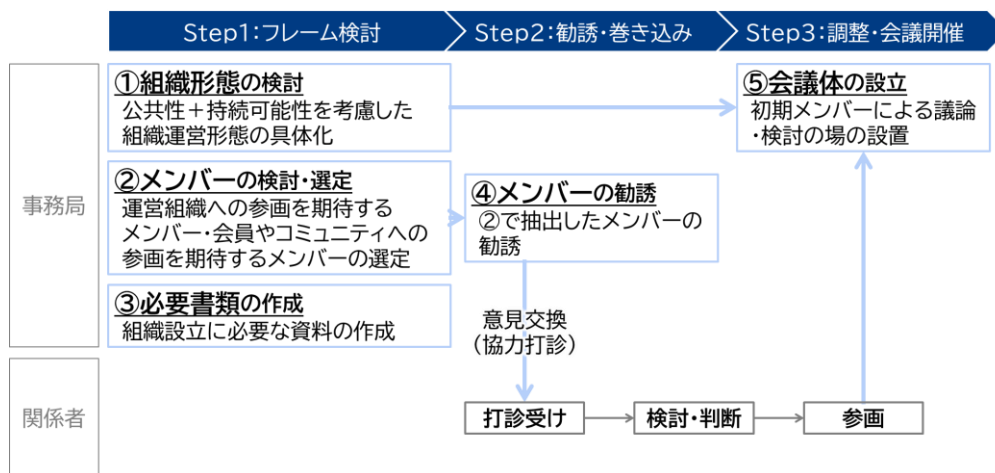 Step1:フレーム検討
Step2:勧誘・巻き込み
Step3:調整・会議開催
事務局
①組織形態の検討
公共性+持続可能性を考慮した
組織運営形態の具体化
②メンバーの検討・選定
運営組織への参画を期待する
メンバー・会員やコミュニティへの
参画を期待するメンバーの選定
③必要書類の作成
組織設立に必要な資料の作成
④メンバーの勧誘
②で抽出したメンバーの
勧誘
意見交換
(協力打診)
⑤会議体の設立
初期メンバーによる議論
・検討の場の設置
関係者
打診受け
検討・判断
参画